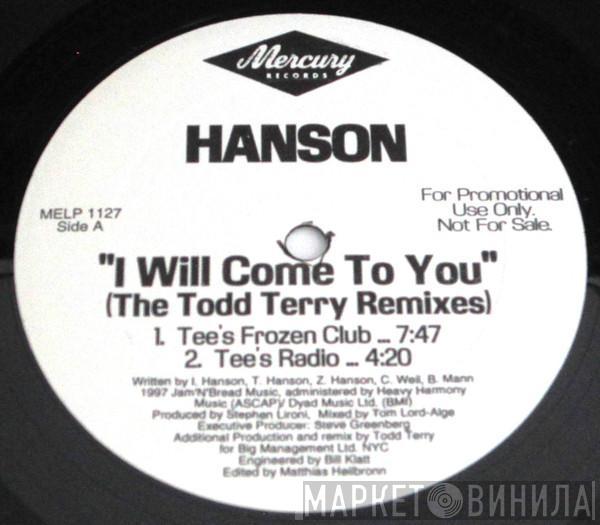 Mercury
RECORDS
HANSON
MELP 1127
Side A
For Promotional
Use Only.
Not For Sale.
"I Will Come To You"
(The Todd Terry Remixes)
1. Tee's Frozen Club ... 7:47
2. Tee's Radio ... 4:20
Written by I. Hanson, T. Hanson, Z. Hanson, C. Weil, B. Mann
1997 Jam'N'Bread Music, administered by Heavy Harmony
Music (ASCAP)/ Dyad Music Ltd. (BMI)
Produced by Stephen Lironi, Mixed by Tom Lord-Alge
Executive Producer: Steve Greenberg
Additional Production and remix by Todd Terry
for Big Management Ltd. NYC
Engineered by Bill Klatt
Edited by Matthias Heilbronn
МАРКЕТ ВИНИЛА